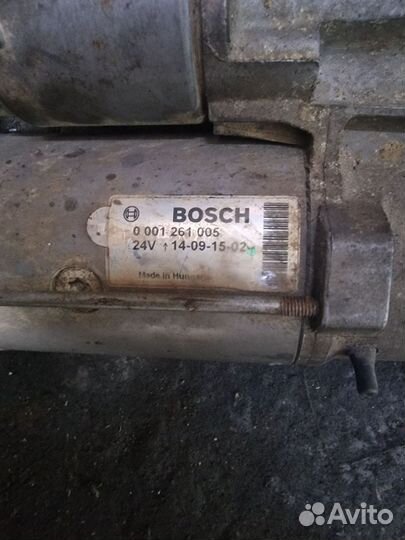 BOSCH
0 001 261 005
24V ↑ 14-09-15-02
Made in Hungary
Avito